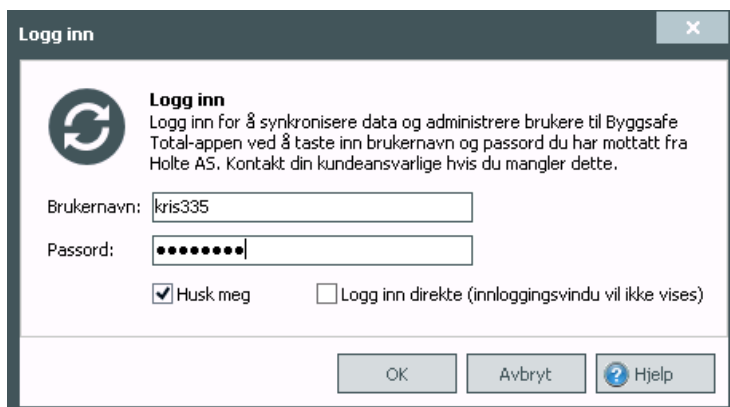 Logg inn
Logg inn
Logg inn for å synkronisere data og administrere brukere til Byggsafe
Total-appen ved å taste inn brukernavn og passord du har mottatt fra
Holte AS. Kontakt din kundeansvarlige hvis du mangler dette.
Brukernavn: kris335
Passord: ●●●●●●●●
Husk meg Logg inn direkte (innloggingsvindu vil ikke vises)
OK Avbryt Hjelp